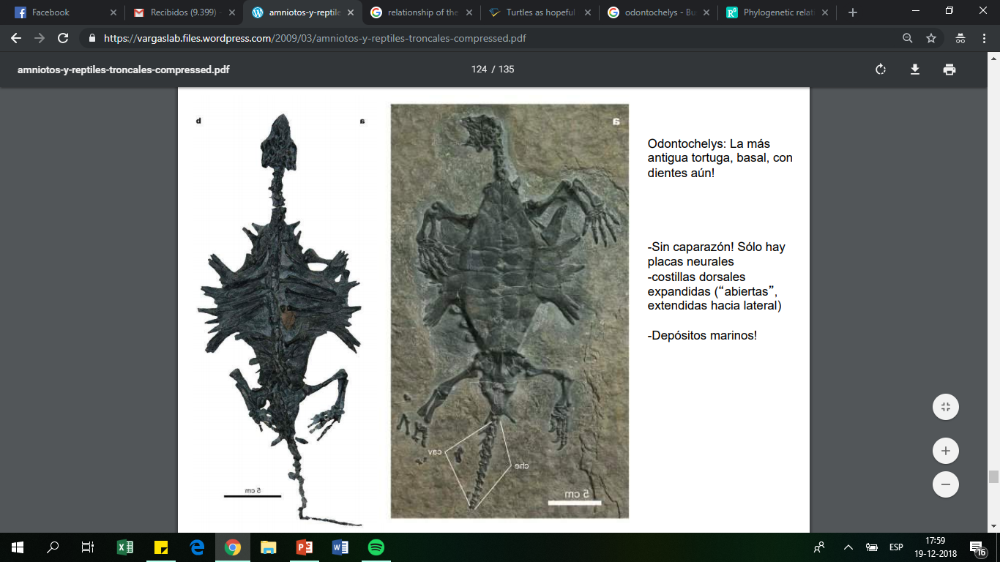 Facebook
Recibidos (9.399) -
amniotos-y-reptile
relationship of the
Turtles as hopeful
odontochelys - Bu
Phylogenetic relat
https://vargaslab.files.wordpress.com/2009/03/amniotos-y-reptiles-troncales-compressed.pdf
amniotos-y-reptiles-troncales-compressed.pdf
124 / 135
b
a
a
Odontochelys: La más
antigua tortuga, basal, con
dientes aún!
-Sin caparazón! Sólo hay
placas neurales
-costillas dorsales
expandidas (“abiertas”,
extendidas hacia lateral)
-Depósitos marinos!
cav
che
5 cm
5 cm
ESP
17:59
19-12-2018
16